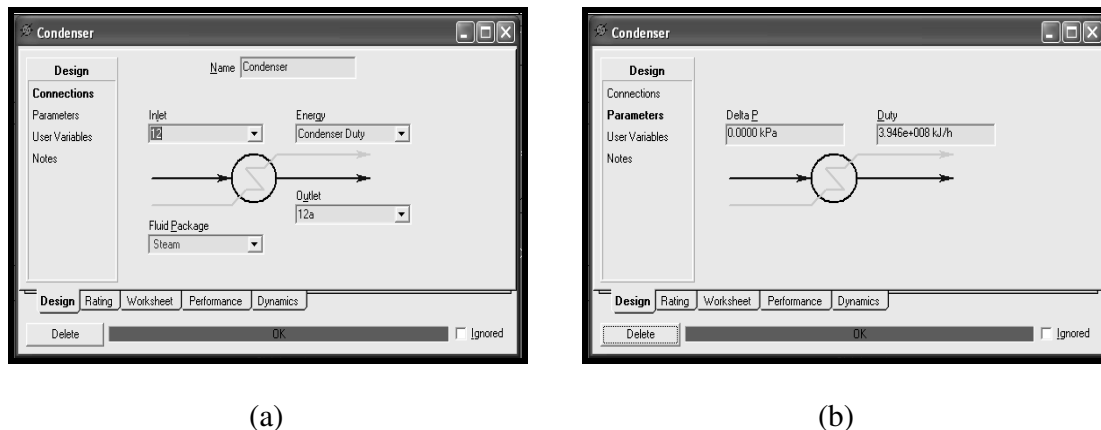 Condenser
Design
Connections
Parameters
User Variables
Notes
Name Condenser
Inlet
12
Energy
Condenser Duty
Outlet
12a
Fluid Package
Steam
Design Rating Worksheet Performance Dynamics
Delete OK Ignored
(a)
Condenser
Design
Connections
Parameters
User Variables
Notes
Delta P
0.0000 kPa
Duty
3.946e+008 kJ/h
Design Rating Worksheet Performance Dynamics
Delete OK Ignored
(b)